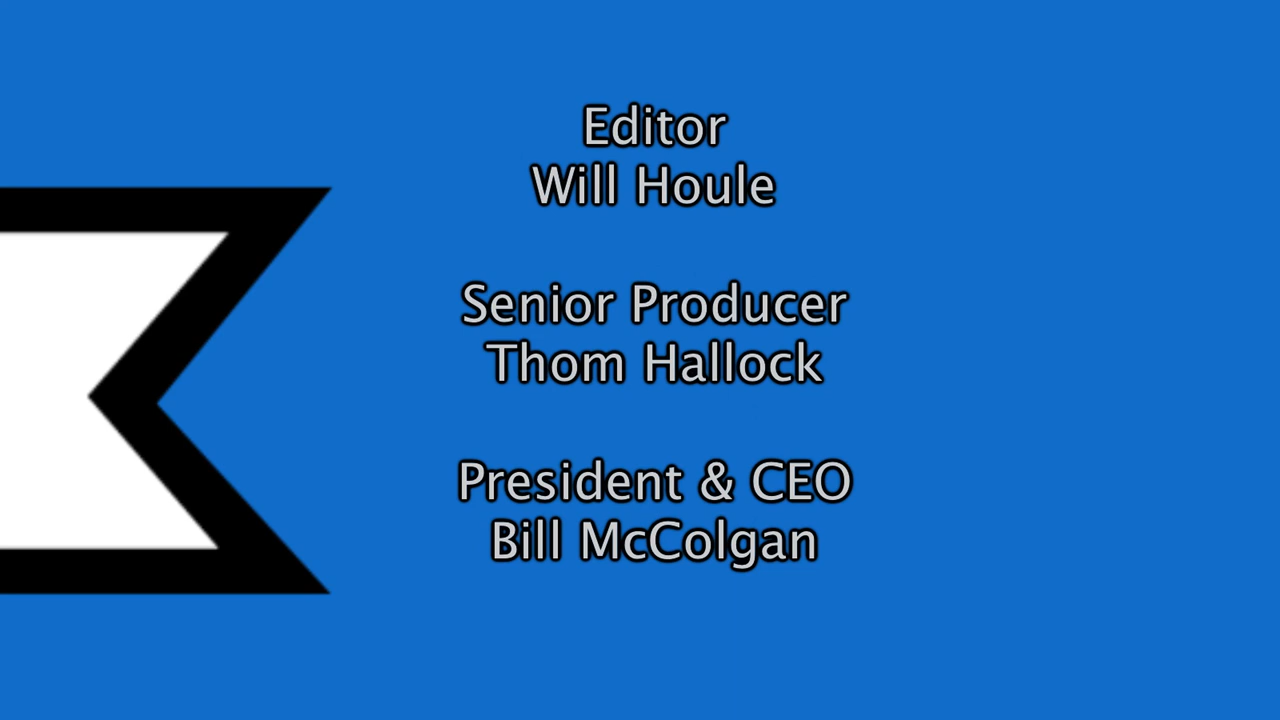 Editor
Will Houle
Senior Producer
Thom Hallock
President & CEO
Bill McColgan